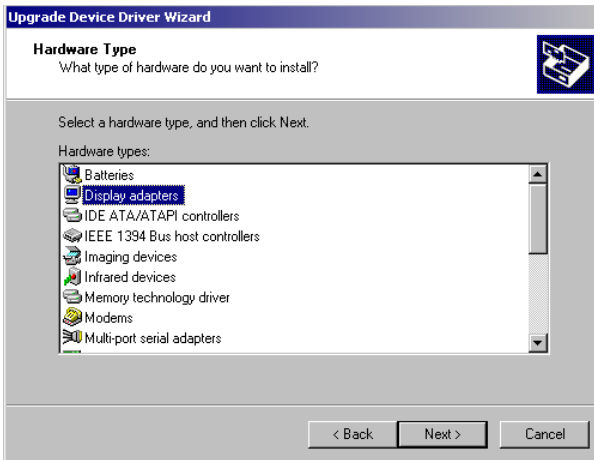 Upgrade Device Driver Wizard
Hardware Type
What type of hardware do you want to install?
Select a hardware type, and then click Next.
Hardware types:
Batteries
Display adapters
IDE ATA/ATAPI controllers
IEEE 1394 Bus host controllers
Imaging devices
Infrared devices
Memory technology driver
Modems
Multi-port serial adapters
< Back Next > Cancel